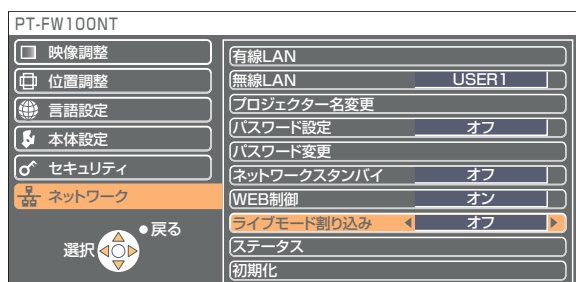 PT-FW100NT
映像調整
位置調整
言語設定
本体設定
セキュリティ
ネットワーク
戻る
選択
有線LAN
無線LAN USER1
プロジェクター名変更
パスワード設定 オフ
パスワード変更
ネットワークスタンバイ オフ
WEB制御 オン
ライブモード割り込み オフ
ステータス
初期化